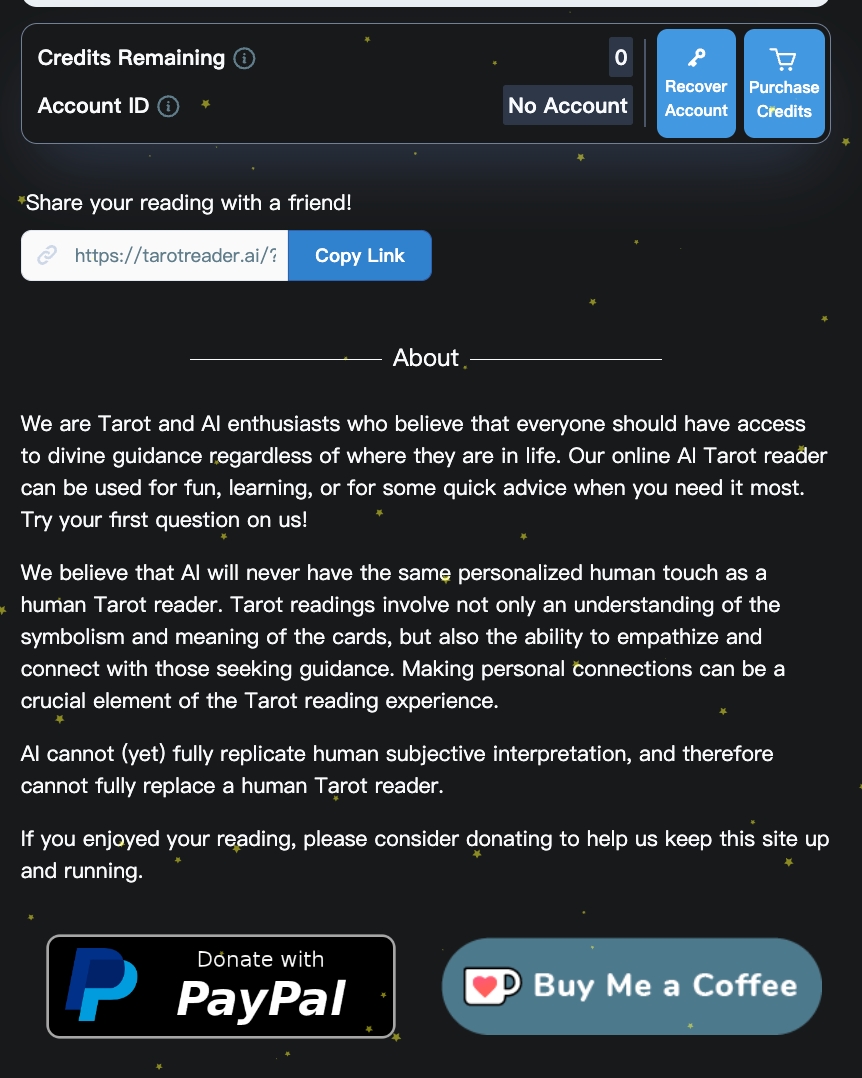 Credits Remaining
0
Account ID
No Account
Recover
Account
Purchase
Credits
Share your reading with a friend!
https://tarotreader.ai/?
Copy Link
About
We are Tarot and AI enthusiasts who believe that everyone should have access
to divine guidance regardless of where they are in life. Our online AI Tarot reader
can be used for fun, learning, or for some quick advice when you need it most.
Try your first question on us!
We believe that AI will never have the same personalized human touch as a
human Tarot reader. Tarot readings involve not only an understanding of the
symbolism and meaning of the cards, but also the ability to empathize and
connect with those seeking guidance. Making personal connections can be a
crucial element of the Tarot reading experience.
AI cannot (yet) fully replicate human subjective interpretation, and therefore
cannot fully replace a human Tarot reader.
If you enjoyed your reading, please consider donating to help us keep this site up
and running.
Donate with
PayPal
Buy Me a Coffee